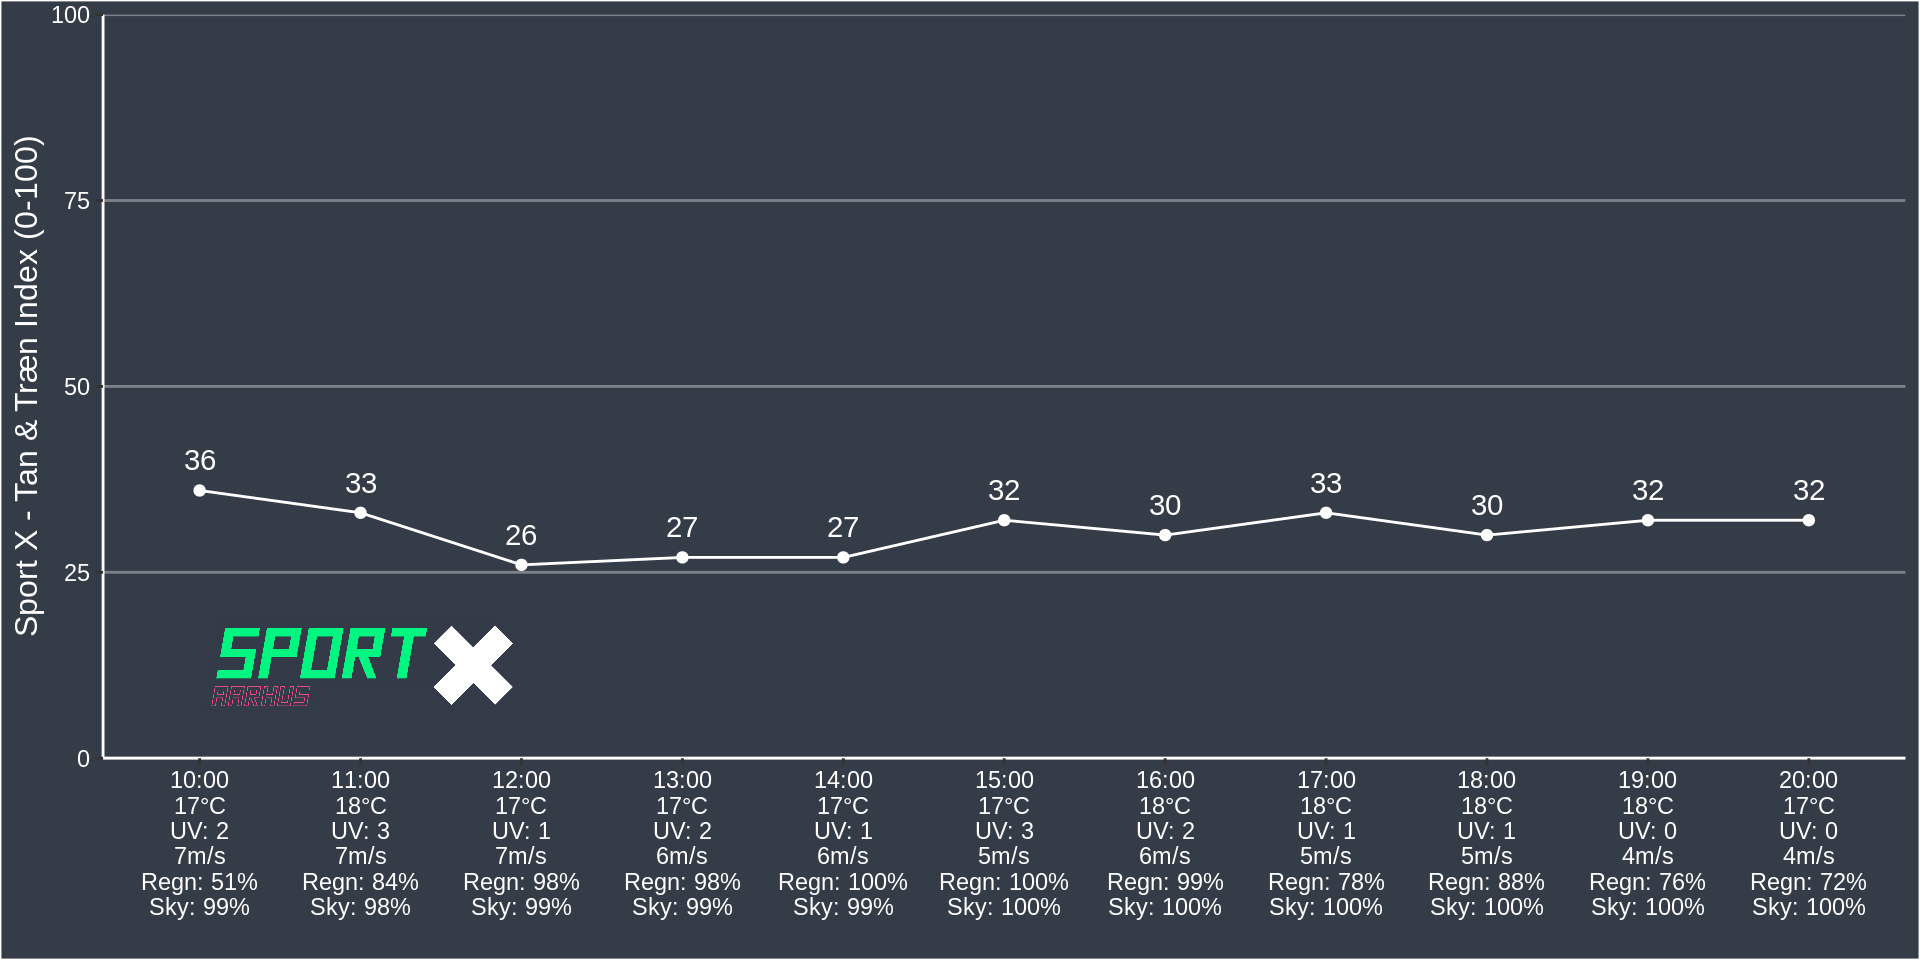 Sport X - Tan & Træn Index (0-100)
100
75
50
25
0
36
33
26
27
27
32
30
33
30
32
32
SPORT X
AARHUS
10:00 11:00 12:00 13:00 14:00 15:00 16:00 17:00 18:00 19:00 20:00
17°C 18°C 17°C 17°C 17°C 17°C 18°C 18°C 18°C 18°C 17°C
UV: 2 UV: 3 UV: 1 UV: 2 UV: 1 UV: 3 UV: 2 UV: 1 UV: 1 UV: 0 UV: 0
7m/s 7m/s 7m/s 6m/s 6m/s 5m/s 6m/s 5m/s 5m/s 4m/s 4m/s
Regn: 51% Regn: 84% Regn: 98% Regn: 98% Regn: 100% Regn: 100% Regn: 99% Regn: 78% Regn: 88% Regn: 76% Regn: 72%
Sky: 99% Sky: 98% Sky: 99% Sky: 99% Sky: 99% Sky: 100% Sky: 100% Sky: 100% Sky: 100% Sky: 100% Sky: 100%